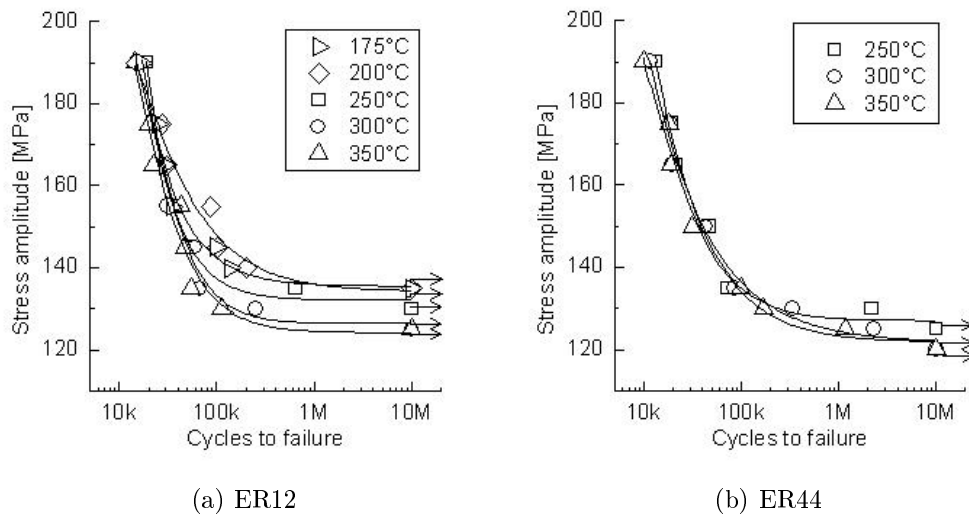 200
180
160
140
120
Stress amplitude [MPa]
175°C
200°C
250°C
300°C
350°C
10k
100k
1M
10M
Cycles to failure
(a) ER12
200
180
160
140
120
Stress amplitude [MPa]
250°C
300°C
350°C
10k
100k
1M
10M
Cycles to failure
(b) ER44